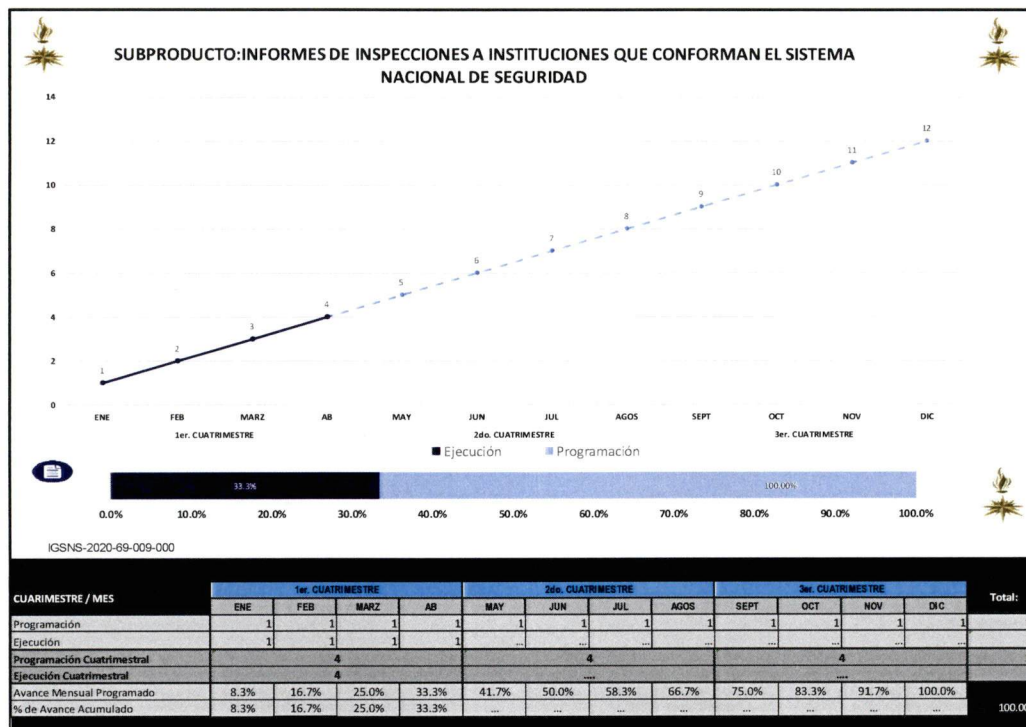 SUBPRODUCTO:INFORMES DE INSPECCIONES A INSTITUCIONES QUE CONFORMAN EL SISTEMA
NACIONAL DE SEGURIDAD
14
12
10
8
6
4
2
0
1
2
3
4
5
6
7
8
9
10
11
12
ENE FEB MARZ AB MAY JUN JUL AGOS SEPT OCT NOV DIC
1er. CUATRIMESTRE 2do. CUATRIMESTRE 3er. CUATRIMESTRE
Ejecución Programación
33.3% 100.00%
0.0% 10.0% 20.0% 30.0% 40.0% 50.0% 60.0% 70.0% 80.0% 90.0% 100.0%
IGSNS-2020-69-009-000
CUARIMESTRE / MES 1er. CUATRIMESTRE 2do. CUATRIMESTRE 3er. CUATRIMESTRE Total:
ENE FEB MARZ AB MAY JUN JUL AGOS SEPT OCT NOV DIC
Programación 1 1 1 1 1 1 1 1 1 1 1 1
Ejecución 1 1 1 1 ... ... ... ... ... ... ... ...
Programación Cuatrimestral 4 4 4
Ejecución Cuatrimestral 4 .... ....
Avance Mensual Programado 8.3% 16.7% 25.0% 33.3% 41.7% 50.0% 58.3% 66.7% 75.0% 83.3% 91.7% 100.0%
% de Avance Acumulado 8.3% 16.7% 25.0% 33.3% ... ... ... ... ... ... ... ... 100.00